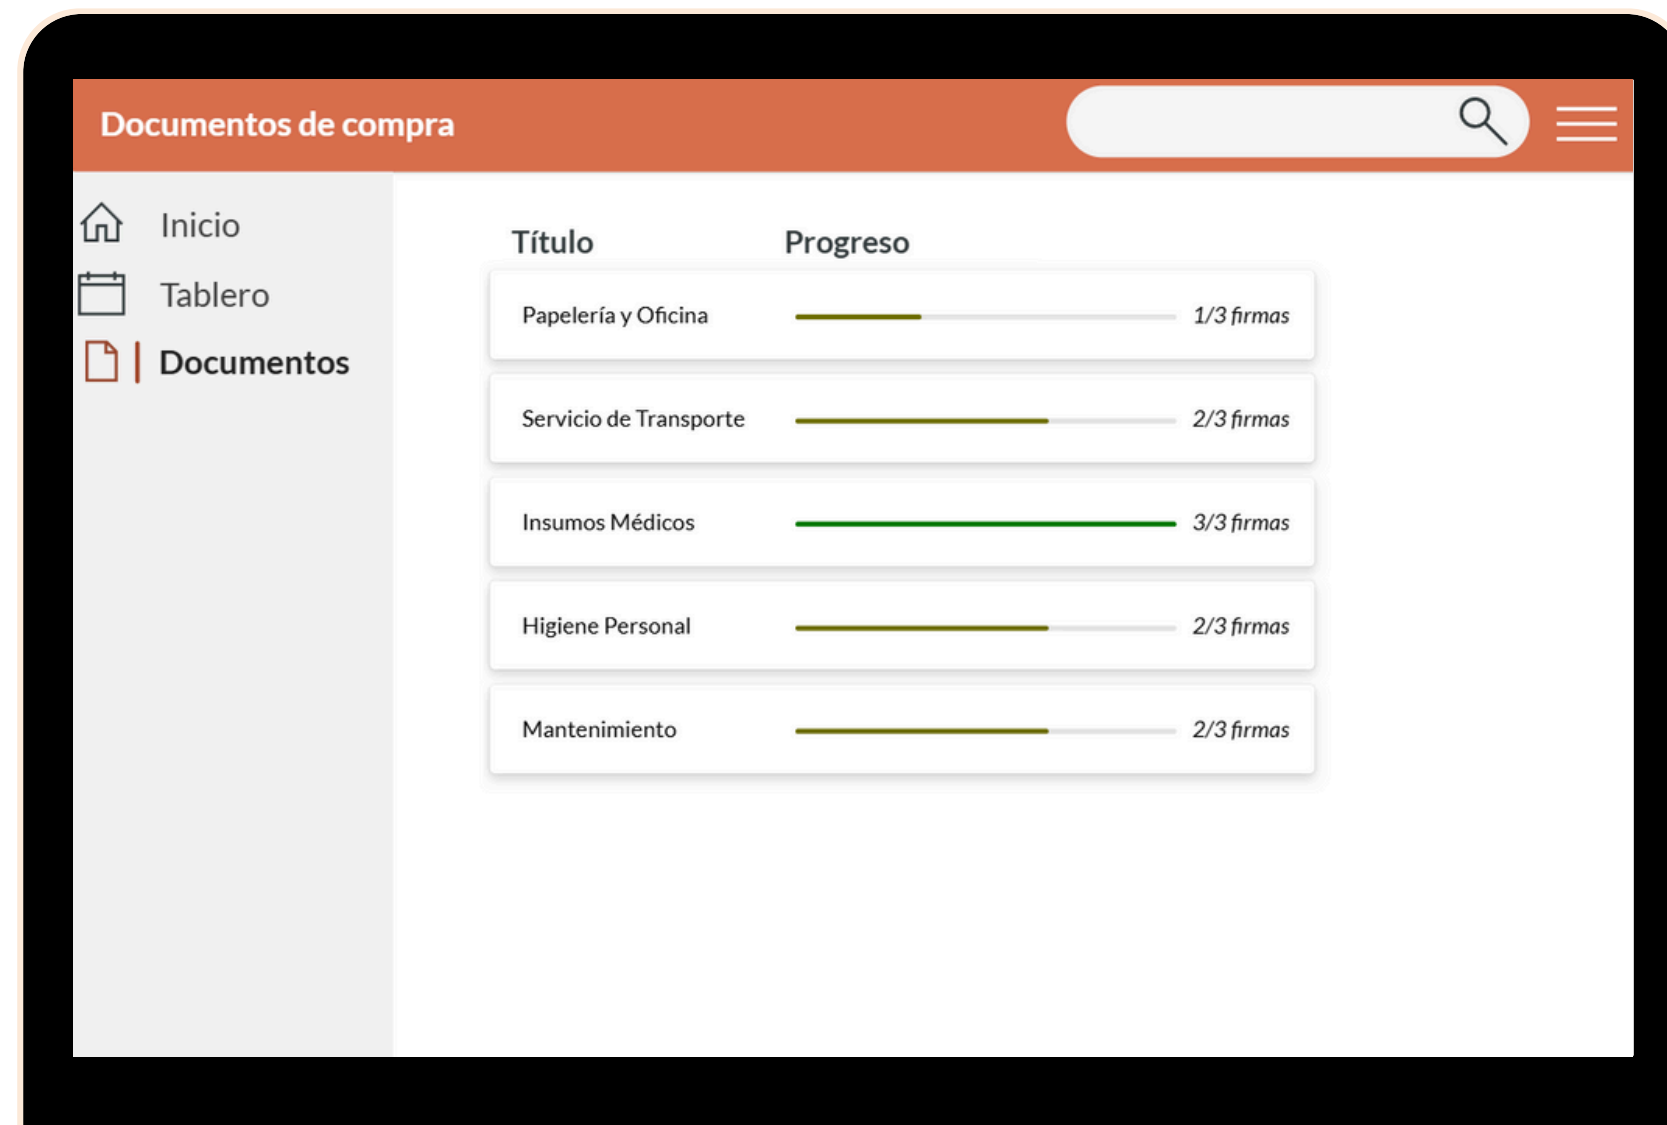 Documentos de compra
Inicio
Tablero
Documentos
Título Progreso
Papelería y Oficina 1/3 firmas
Servicio de Transporte 2/3 firmas
Insumos Médicos 3/3 firmas
Higiene Personal 2/3 firmas
Mantenimiento 2/3 firmas